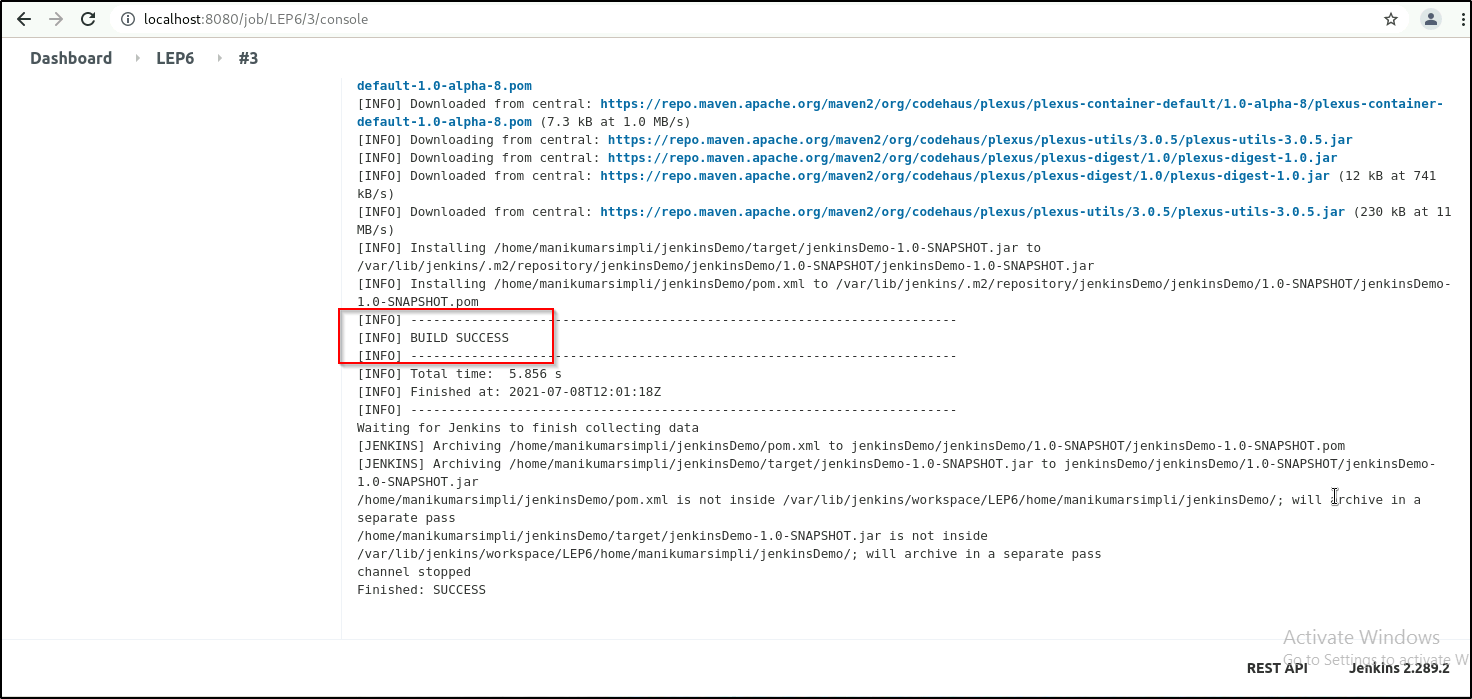 localhost:8080/job/LEP6/3/console
Dashboard LEP6 #3
default-1.0-alpha-8.pom
[INFO] Downloaded from central: https://repo.maven.apache.org/maven2/org/codehaus/plexus/plexus-container-default/1.0-alpha-8/plexus-container-
default-1.0-alpha-8.pom (7.3 kB at 1.0 MB/s)
[INFO] Downloading from central: https://repo.maven.apache.org/maven2/org/codehaus/plexus/plexus-utils/3.0.5/plexus-utils-3.0.5.jar
[INFO] Downloading from central: https://repo.maven.apache.org/maven2/org/codehaus/plexus/plexus-digest/1.0/plexus-digest-1.0.jar
[INFO] Downloaded from central: https://repo.maven.apache.org/maven2/org/codehaus/plexus/plexus-digest/1.0/plexus-digest-1.0.jar (12 kB at 741
kB/s)
[INFO] Downloaded from central: https://repo.maven.apache.org/maven2/org/codehaus/plexus/plexus-utils/3.0.5/plexus-utils-3.0.5.jar (230 kB at 11
MB/s)
[INFO] Installing /home/manikumarsimpli/jenkinsDemo/target/jenkinsDemo-1.0-SNAPSHOT.jar to
/var/lib/jenkins/.m2/repository/jenkinsDemo/jenkinsDemo/1.0-SNAPSHOT/jenkinsDemo-1.0-SNAPSHOT.jar
[INFO] Installing /home/manikumarsimpli/jenkinsDemo/pom.xml to /var/lib/jenkins/.m2/repository/jenkinsDemo/jenkinsDemo/1.0-SNAPSHOT/jenkinsDemo-
1.0-SNAPSHOT.pom
[INFO] ------------------------------------------------------------------------
[INFO] BUILD SUCCESS
[INFO] ------------------------------------------------------------------------
[INFO] Total time:  5.856 s
[INFO] Finished at: 2021-07-08T12:01:18Z
[INFO] ------------------------------------------------------------------------
Waiting for Jenkins to finish collecting data
[JENKINS] Archiving /home/manikumarsimpli/jenkinsDemo/pom.xml to jenkinsDemo/jenkinsDemo/1.0-SNAPSHOT/jenkinsDemo-1.0-SNAPSHOT.pom
[JENKINS] Archiving /home/manikumarsimpli/jenkinsDemo/target/jenkinsDemo-1.0-SNAPSHOT.jar to jenkinsDemo/jenkinsDemo/1.0-SNAPSHOT/jenkinsDemo-
1.0-SNAPSHOT.jar
/home/manikumarsimpli/jenkinsDemo/pom.xml is not inside /var/lib/jenkins/workspace/LEP6/home/manikumarsimpli/jenkinsDemo/; will archive in a
separate pass
/home/manikumarsimpli/jenkinsDemo/target/jenkinsDemo-1.0-SNAPSHOT.jar is not inside
/var/lib/jenkins/workspace/LEP6/home/manikumarsimpli/jenkinsDemo/; will archive in a separate pass
channel stopped
Finished: SUCCESS
Activate Windows
Go to Settings to activate W
REST API Jenkins 2.289.2